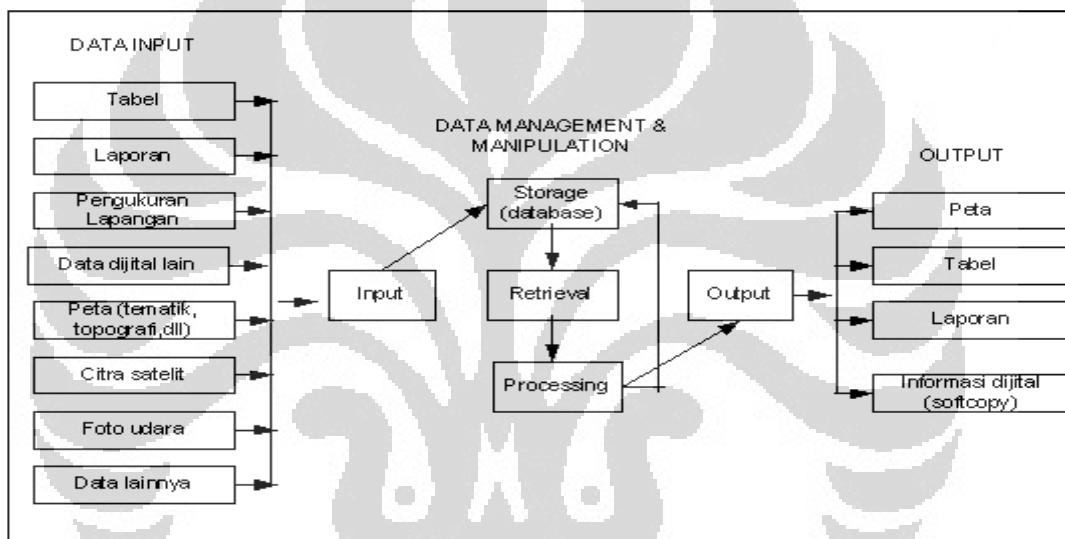 DATA INPUT
Tabel
Laporan
Pengukuran
Lapangan
Data dijital lain
Peta (tematik,
topografi,dll)
Citra satelit
Foto udara
Data lainnya
Input
DATA MANAGEMENT &
MANIPULATION
Storage
(database)
Retrieval
Processing
Output
OUTPUT
Peta
Tabel
Laporan
Informasi dijital
(softcopy)